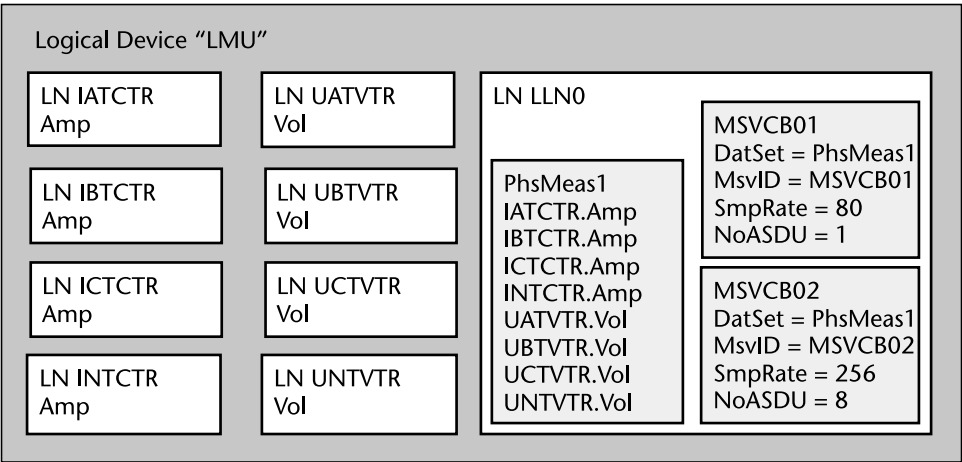 Logical Device “LMU”
LN IATCTR
Amp
LN UATVTR
Vol
LN IBTCTR
Amp
LN UBTVTR
Vol
LN ICTCTR
Amp
LN UCTVTR
Vol
LN INTCTR
Amp
LN UNTVTR
Vol
LN LLN0
PhsMeas1
IATCTR.Amp
IBTCTR.Amp
ICTCTR.Amp
INTCTR.Amp
UATVTR.Vol
UBTVTR.Vol
UCTVTR.Vol
UNTVTR.Vol
MSVCB01
DatSet = PhsMeas1
MsvID = MSVCB01
SmpRate = 80
NoASDU = 1
MSVCB02
DatSet = PhsMeas1
MsvID = MSVCB02
SmpRate = 256
NoASDU = 8